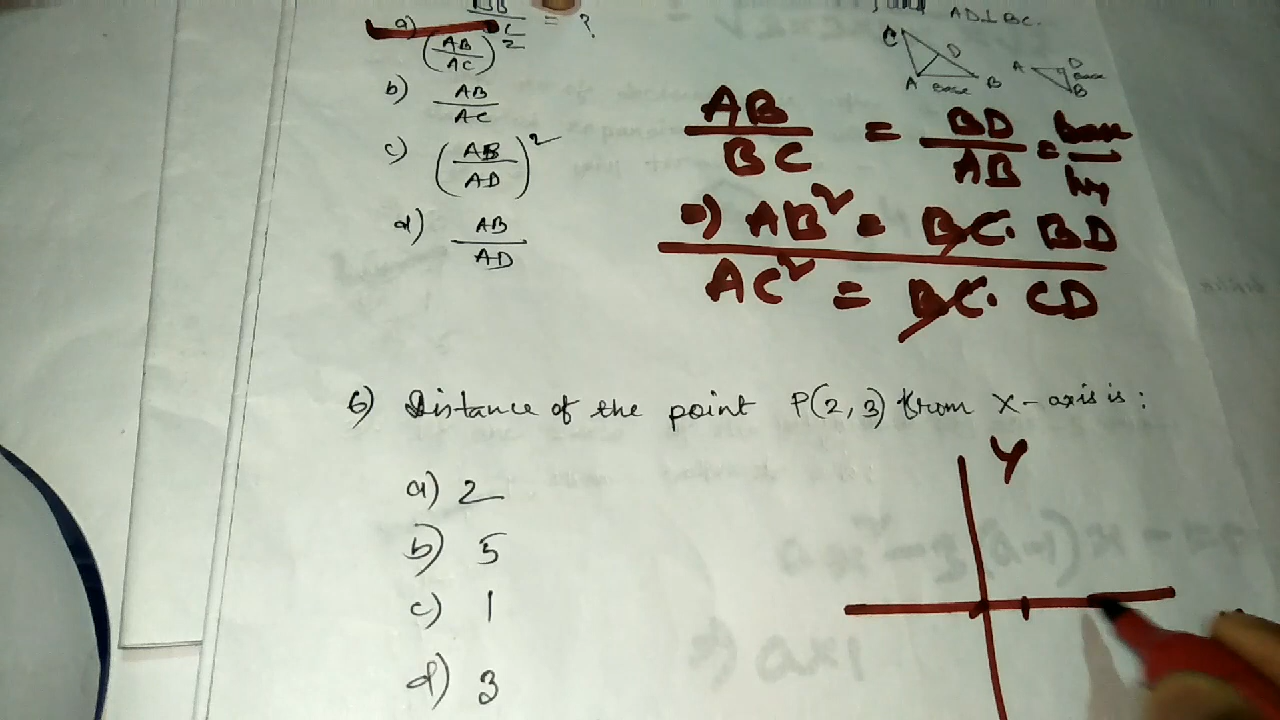 = ?
AD⊥BC.
a) (AB/AC)^1/2
b) AB/AC
c) (AB/AD)^2
d) AB/AD
C D A base B
A D base B
AB/BC = BD/AB = base/hy
⇒) AB² = BC. BD
AC² = BC. CD
6) Distance of the point P(2,3) from X-axis is:
a) 2
b) 5
c) 1
d) 3
Y